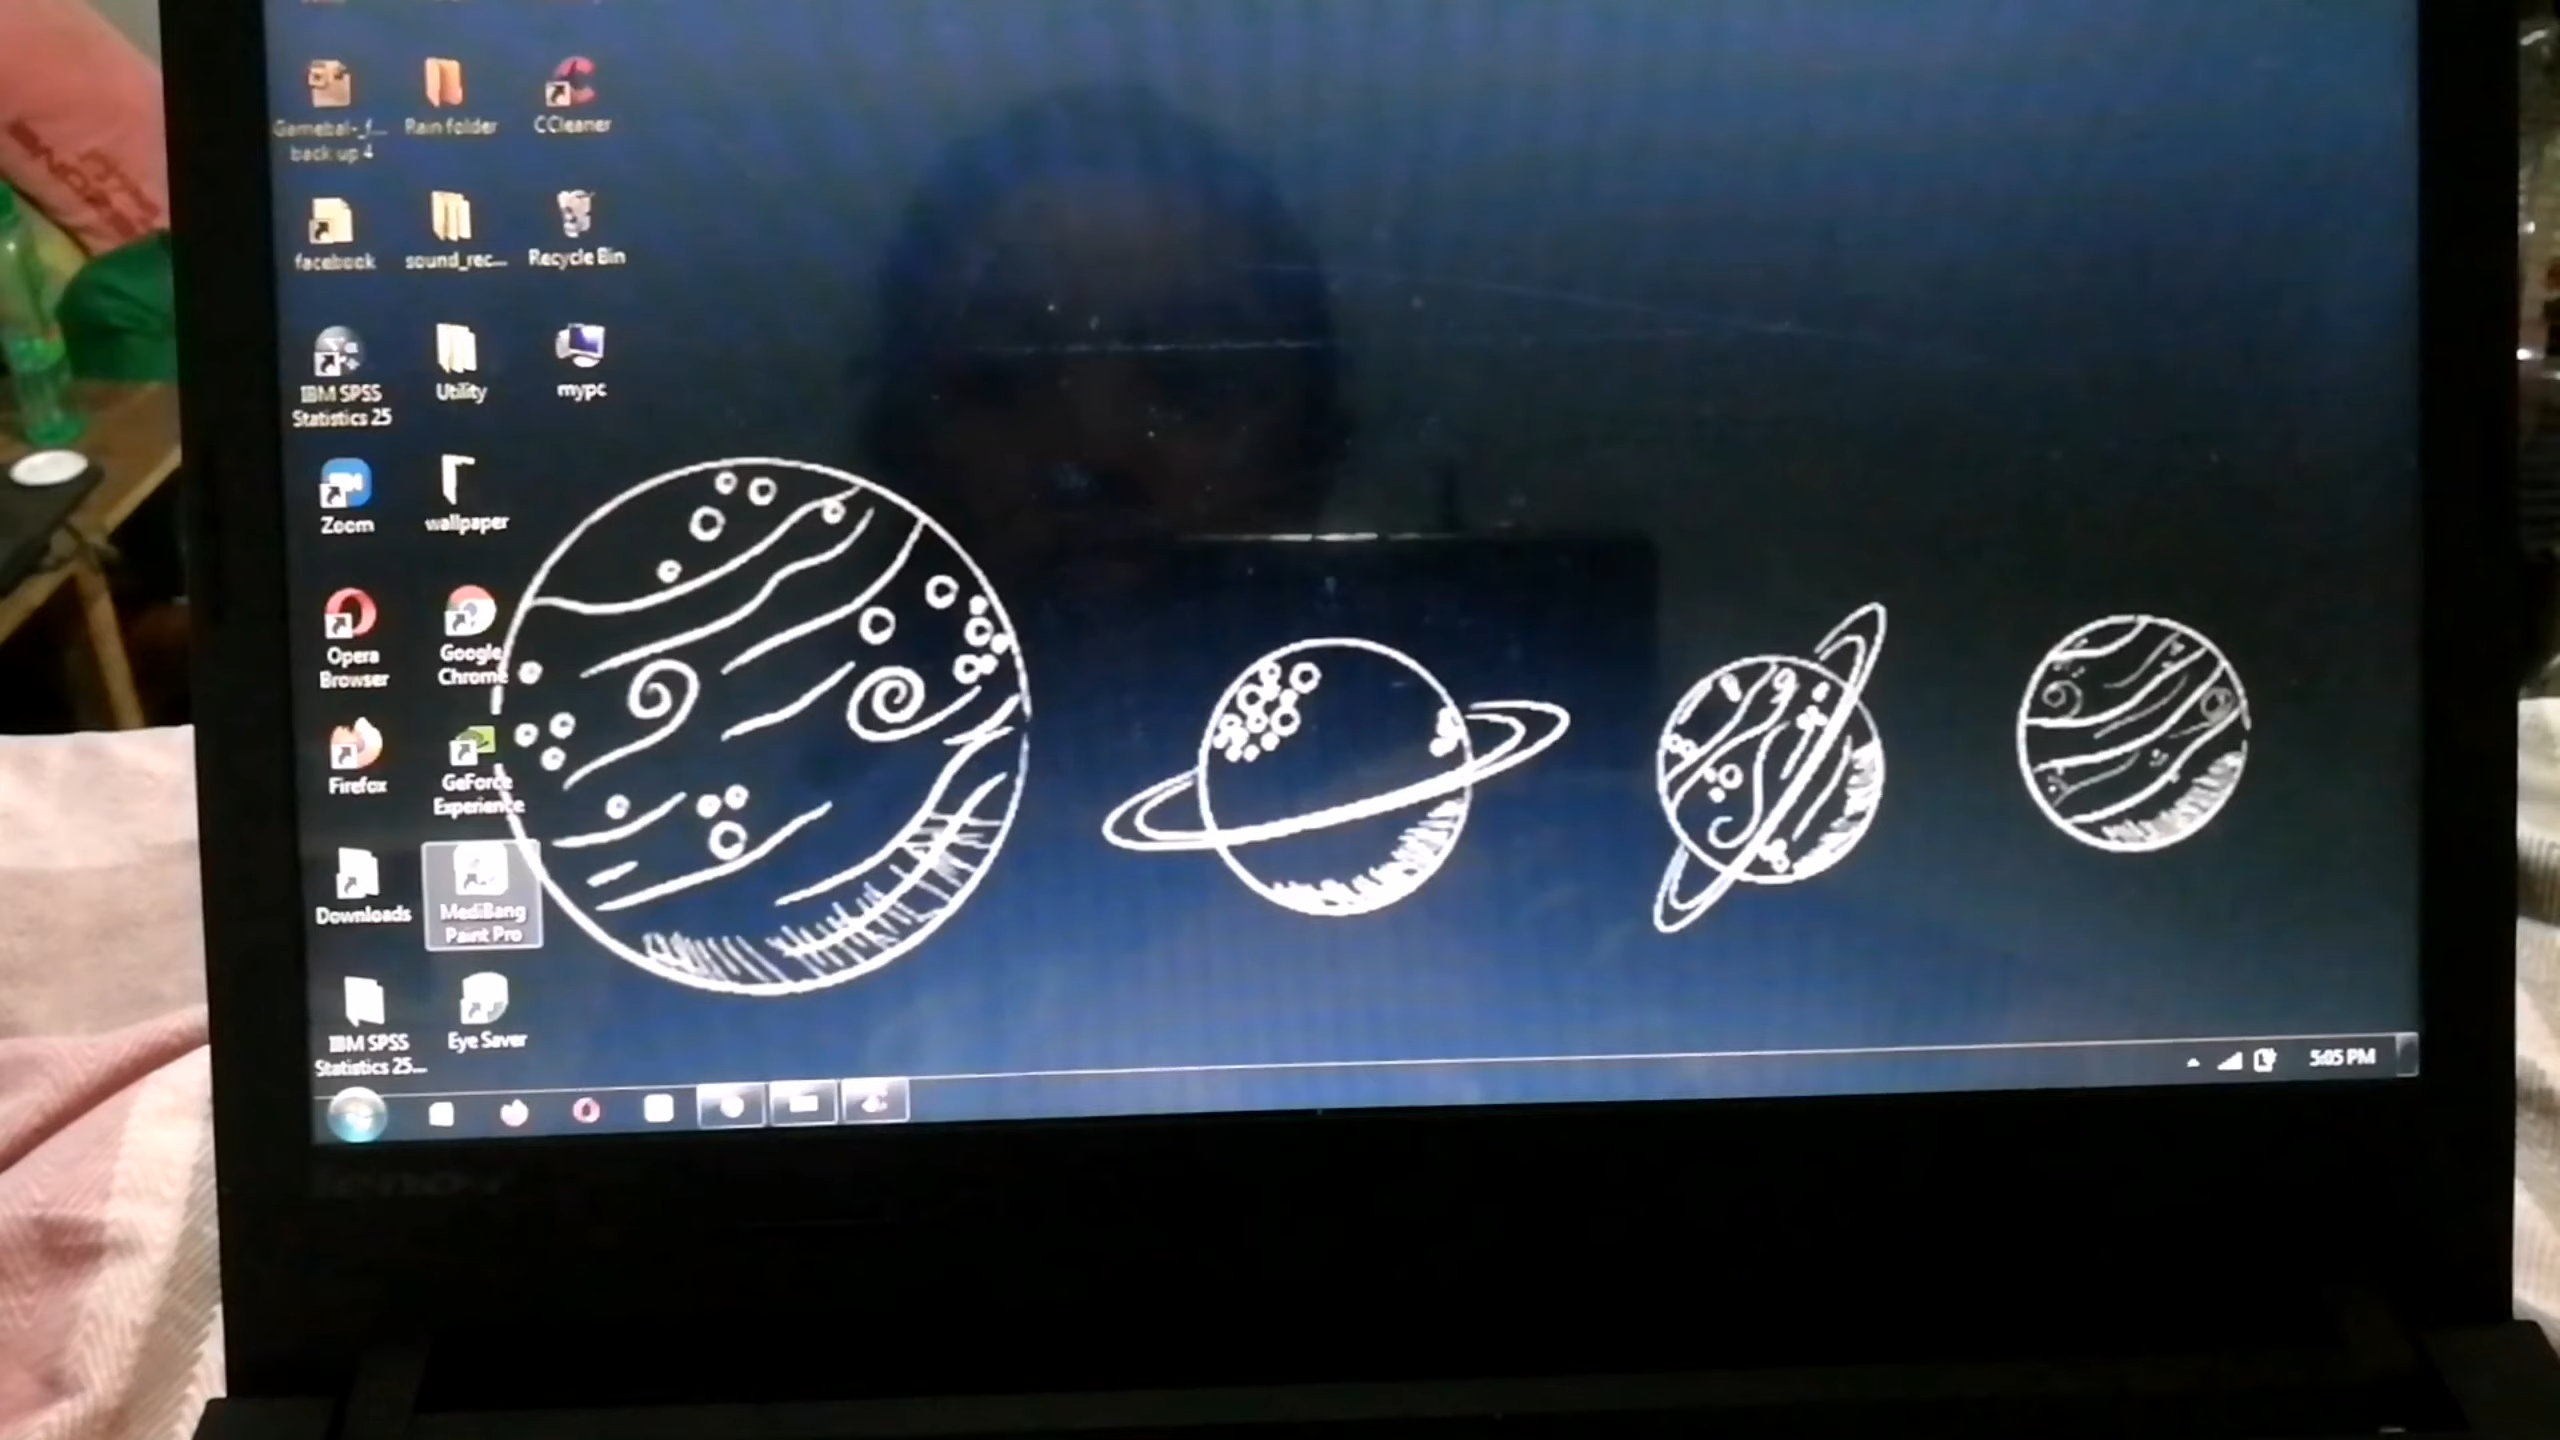 back up 4
Rain folder
CCleaner
facebook
sound_rec...
Recycle Bin
IBM SPSS
Statistics 25
Utility
mypc
Zoom
wallpaper
Opera
Browser
Google
Chrome
Firefox
GeForce
Experience
Downloads
MediBang
Paint Pro
IBM SPSS
Statistics 25...
Eye Saver
5:05 PM
lenovo